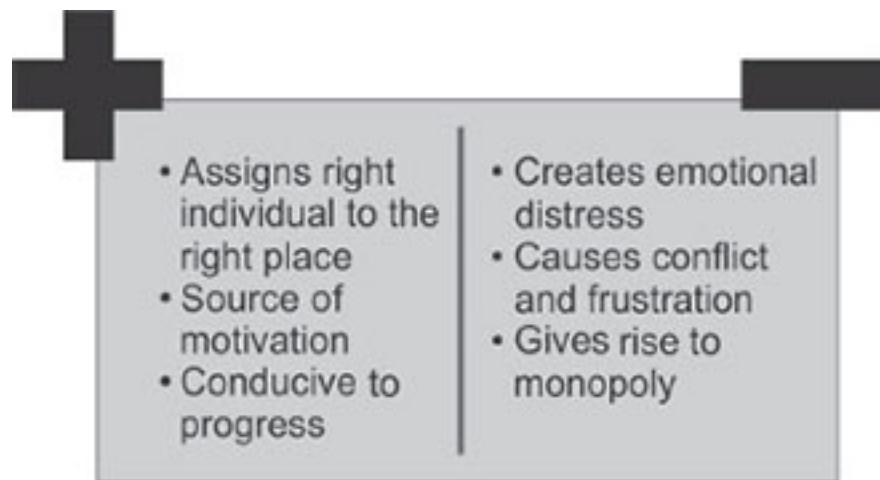 • Assigns right
individual to the
right place
• Source of
motivation
• Conducive to
progress
• Creates emotional
distress
• Causes conflict
and frustration
• Gives rise to
monopoly